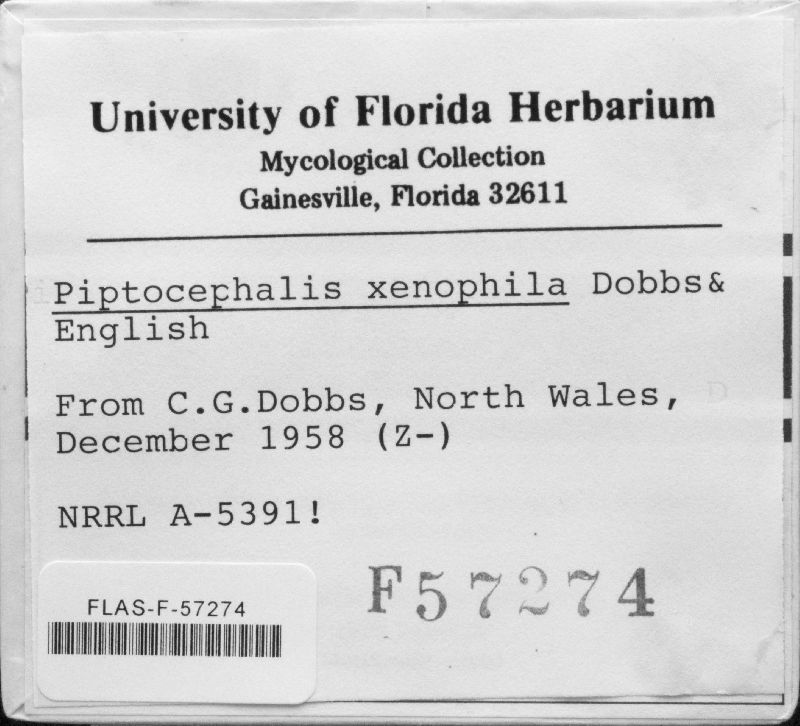 University of Florida Herbarium
Mycological Collection
Gainesville, Florida 32611
Piptocephalis xenophila Dobbs&
English
From C.G.Dobbs, North Wales,
December 1958 (Z-)
NRRL A-5391!
F57274
FLAS-F-57274